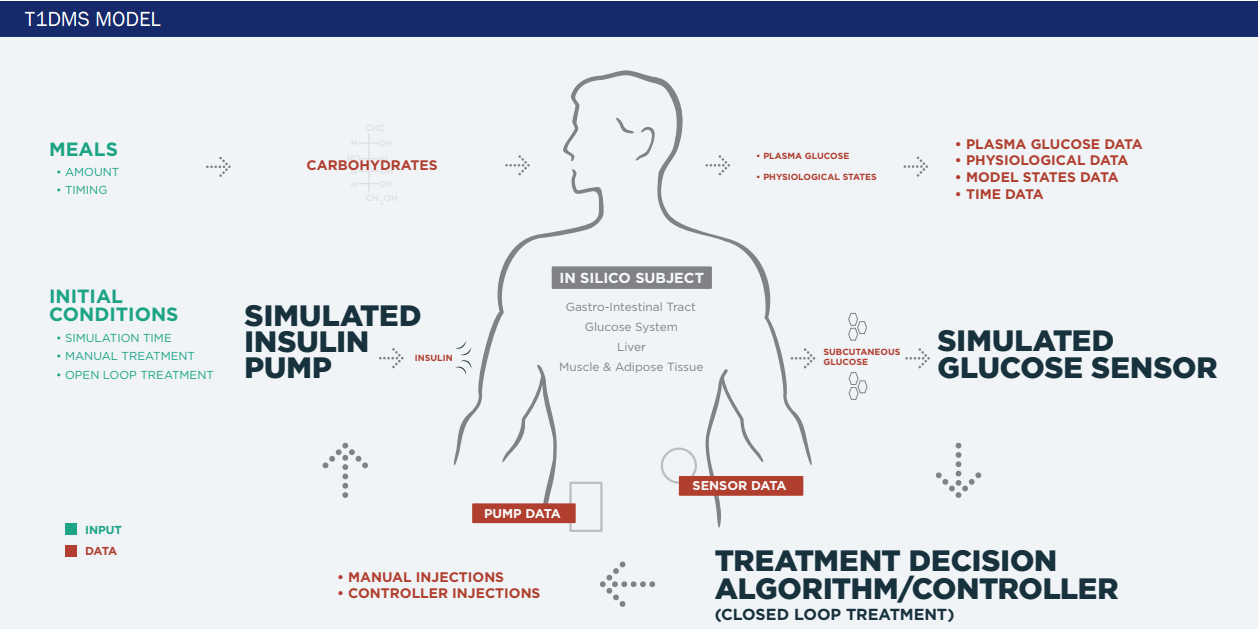 T1DMS MODEL
MEALS
• AMOUNT
• TIMING
CHO
H OH
CARBOHYDRATES
H OH
CH2OH
• PLASMA GLUCOSE
• PHYSIOLOGICAL STATES
• PLASMA GLUCOSE DATA
• PHYSIOLOGICAL DATA
• MODEL STATES DATA
• TIME DATA
INITIAL
CONDITIONS
• SIMULATION TIME
• MANUAL TREATMENT
• OPEN LOOP TREATMENT
SIMULATED
INSULIN
PUMP
INSULIN
IN SILICO SUBJECT
Gastro-Intestinal Tract
Glucose System
Liver
Muscle & Adipose Tissue
SUBCUTANEOUS
GLUCOSE
SIMULATED
GLUCOSE SENSOR
SENSOR DATA
PUMP DATA
INPUT
DATA
• MANUAL INJECTIONS
• CONTROLLER INJECTIONS
TREATMENT DECISION
ALGORITHM/CONTROLLER
(CLOSED LOOP TREATMENT)